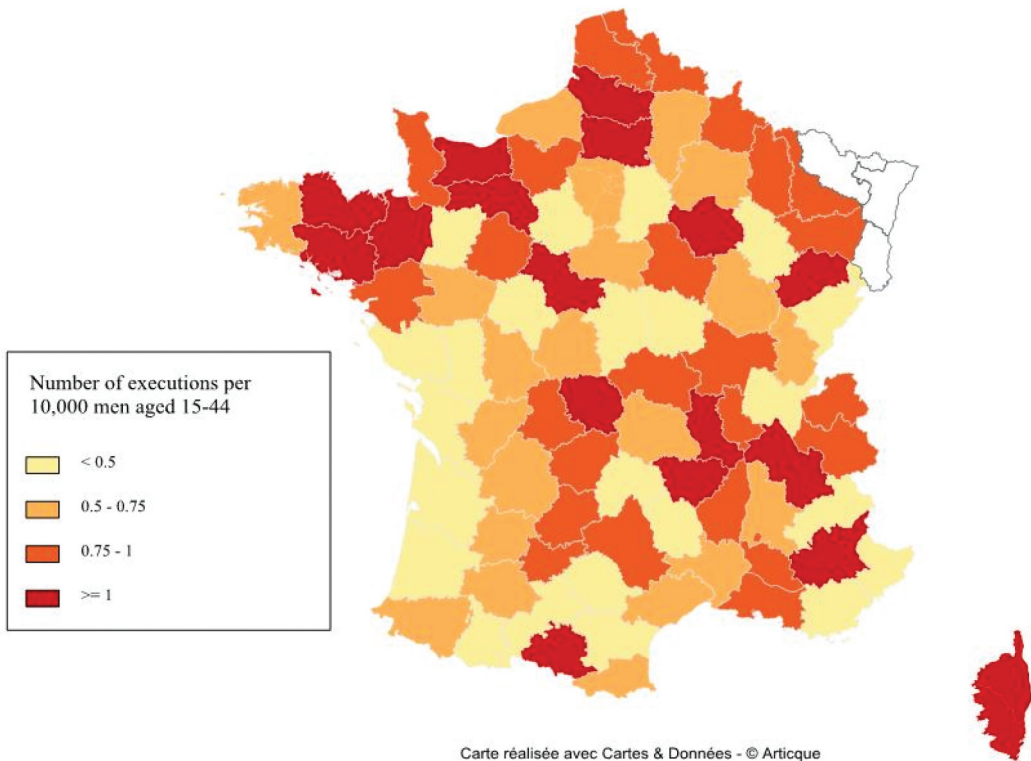 Number of executions per
10,000 men aged 15-44
< 0.5
0.5 - 0.75
0.75 - 1
>= 1
Carte réalisée avec Cartes & Données - © Articque